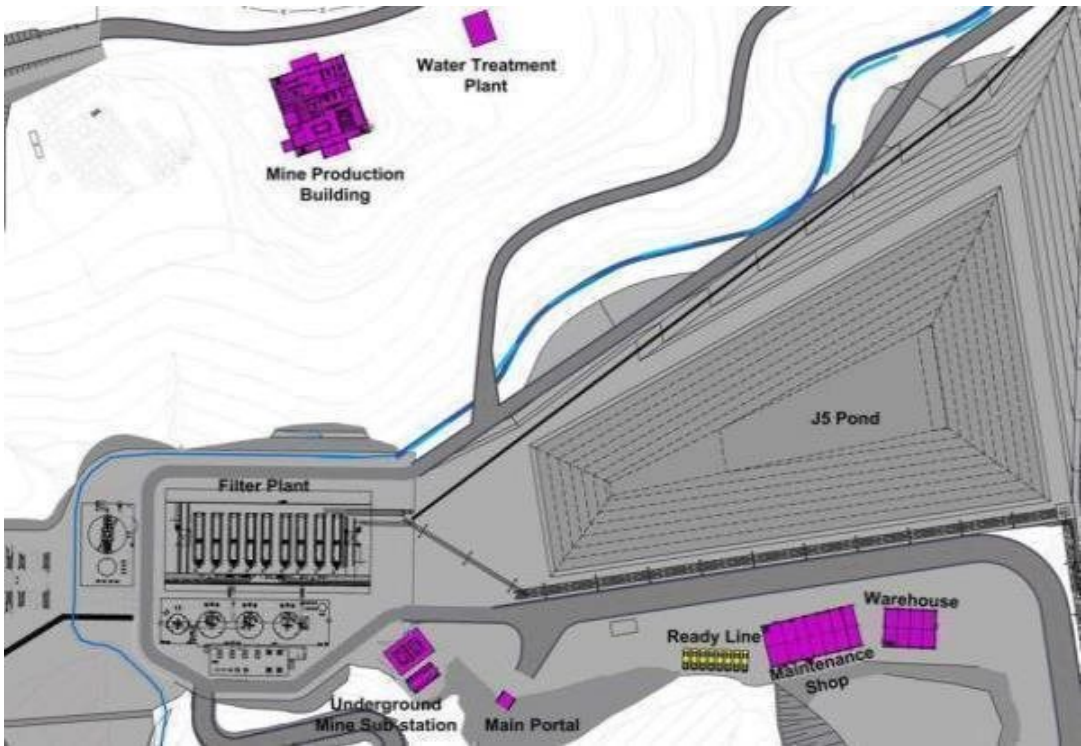 Water Treatment
Plant
Mine Production
Building
J5 Pond
Filter Plant
Warehouse
Ready Line
Maintenance
Shop
Underground
Mine Sub-station
Main Portal